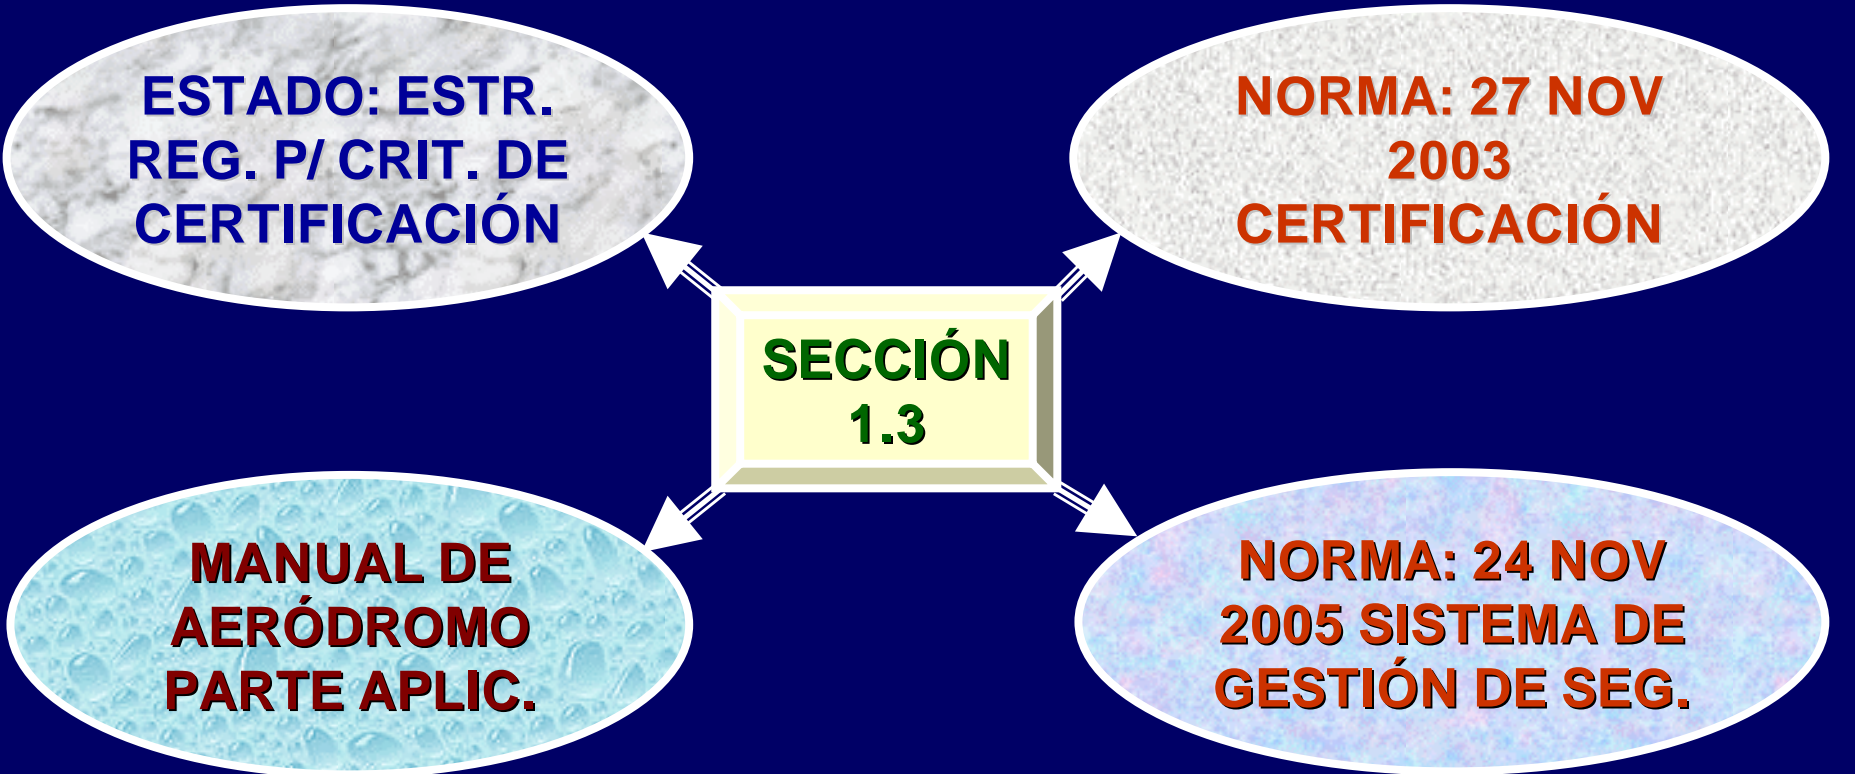 ESTADO: ESTR.
REG. P/ CRIT. DE
CERTIFICACIÓN
NORMA: 27 NOV
2003
CERTIFICACIÓN
SECCIÓN
1.3
MANUAL DE
AERÓDROMO
PARTE APLIC.
NORMA: 24 NOV
2005 SISTEMA DE
GESTIÓN DE SEG.